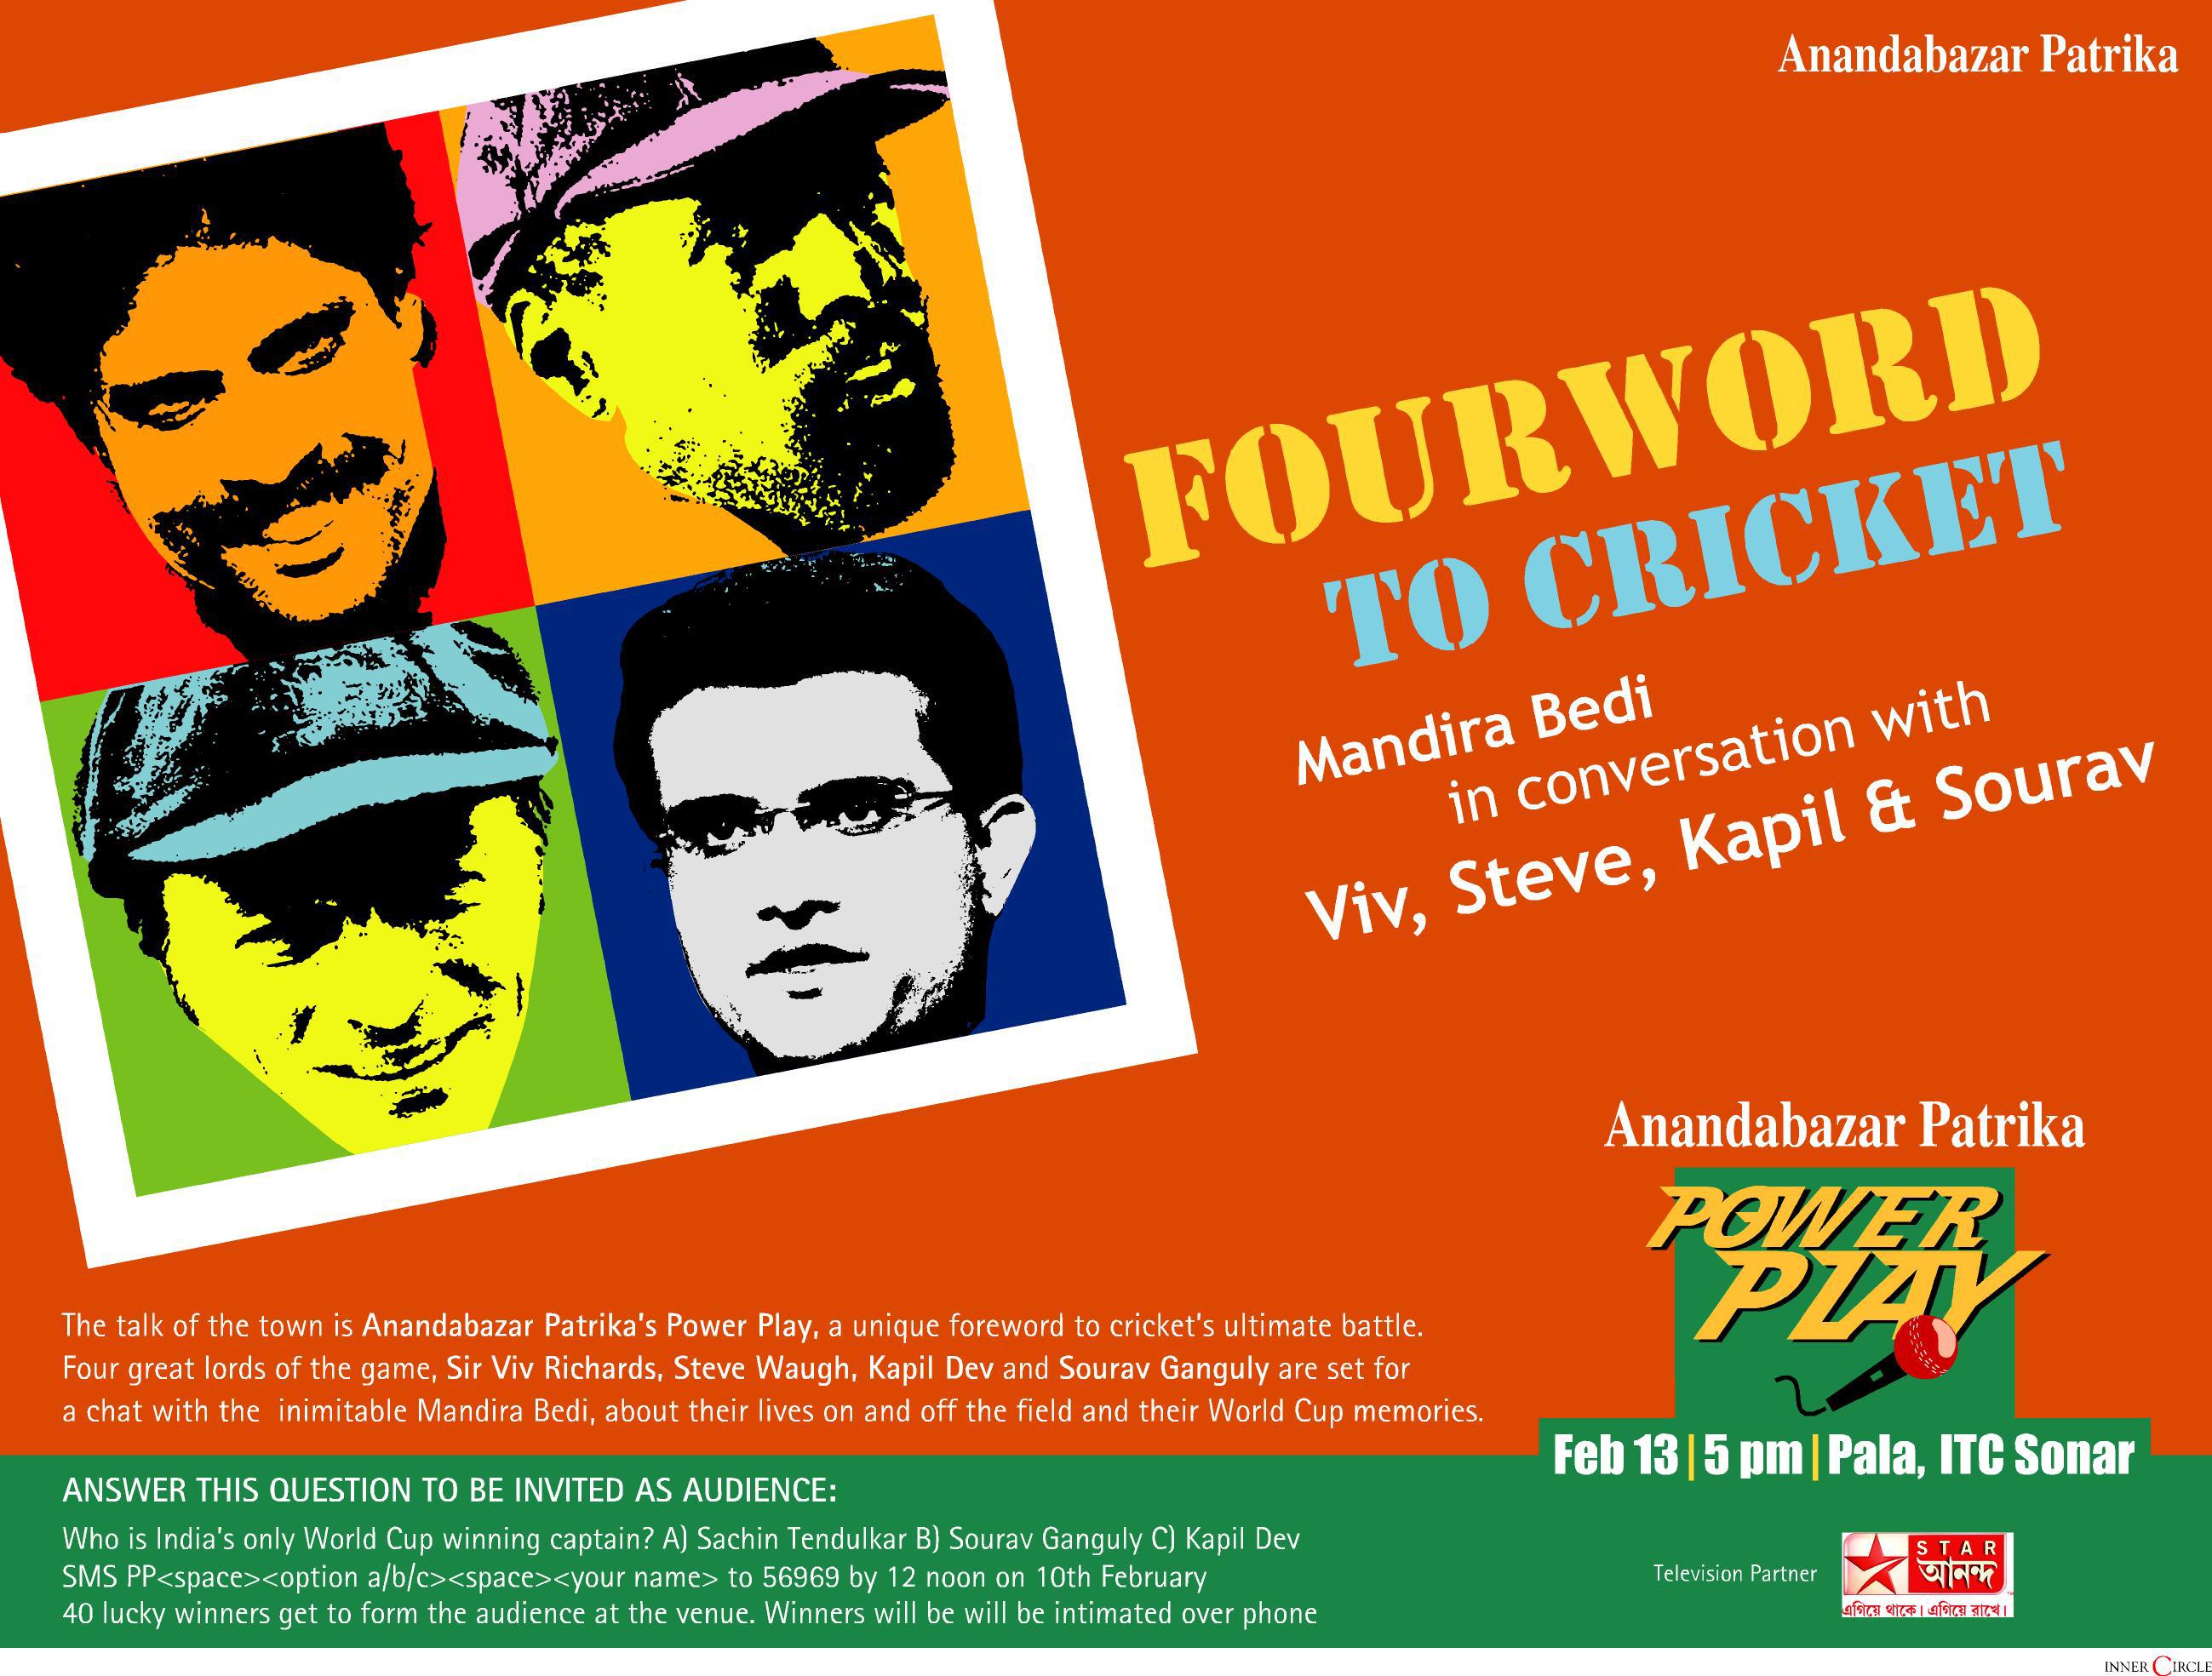 Anandabazar Patrika
FOURWORD
TO CRICKET
Mandira Bedi
in conversation with
Viv, Steve, Kapil & Sourav
Anandabazar Patrika
POWER
PLAY
Feb 13|5 pm|Pala, ITC Sonar
The talk of the town is Anandabazar Patrika's Power Play, a unique foreword to cricket's ultimate battle.
Four great lords of the game, Sir Viv Richards, Steve Waugh, Kapil Dev and Sourav Ganguly are set for
a chat with the inimitable Mandira Bedi, about their lives on and off the field and their World Cup memories.
ANSWER THIS QUESTION TO BE INVITED AS AUDIENCE:
Who is India's only World Cup winning captain? A) Sachin Tendulkar B) Sourav Ganguly C) Kapil Dev
SMS PP<space><option a/b/c><space><your name> to 56969 by 12 noon on 10th February
40 lucky winners get to form the audience at the venue. Winners will be will be intimated over phone
Television Partner
STAR
আনন্দ
এগিয়ে থাকে। এগিয়ে রাখে।
INNER CIRCLE